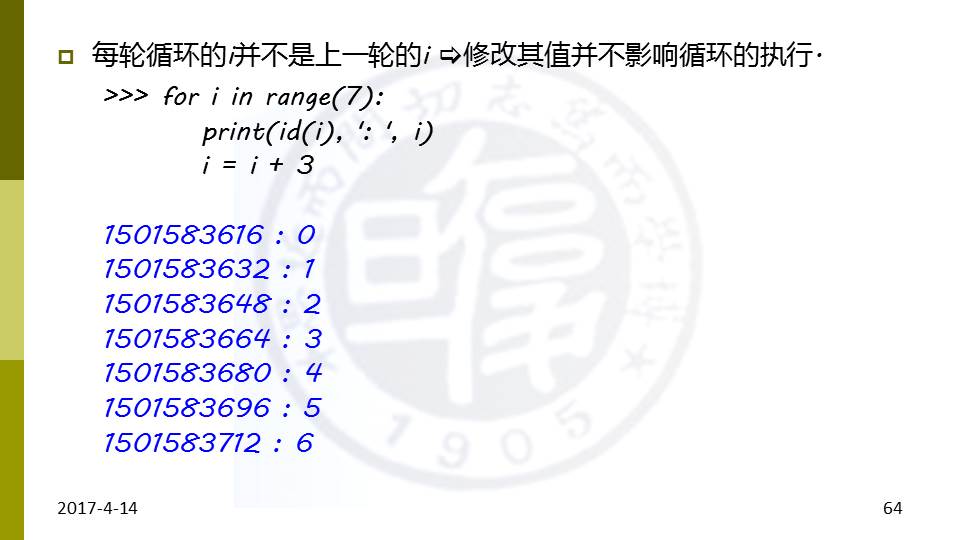 每轮循环的i并不是上一轮的i ⇨修改其值并不影响循环的执行.
>>> for i in range(7):
print(id(i), ': ', i)
i = i + 3
1501583616 : 0
1501583632 : 1
1501583648 : 2
1501583664 : 3
1501583680 : 4
1501583696 : 5
1501583712 : 6
1905
2017-4-14
64